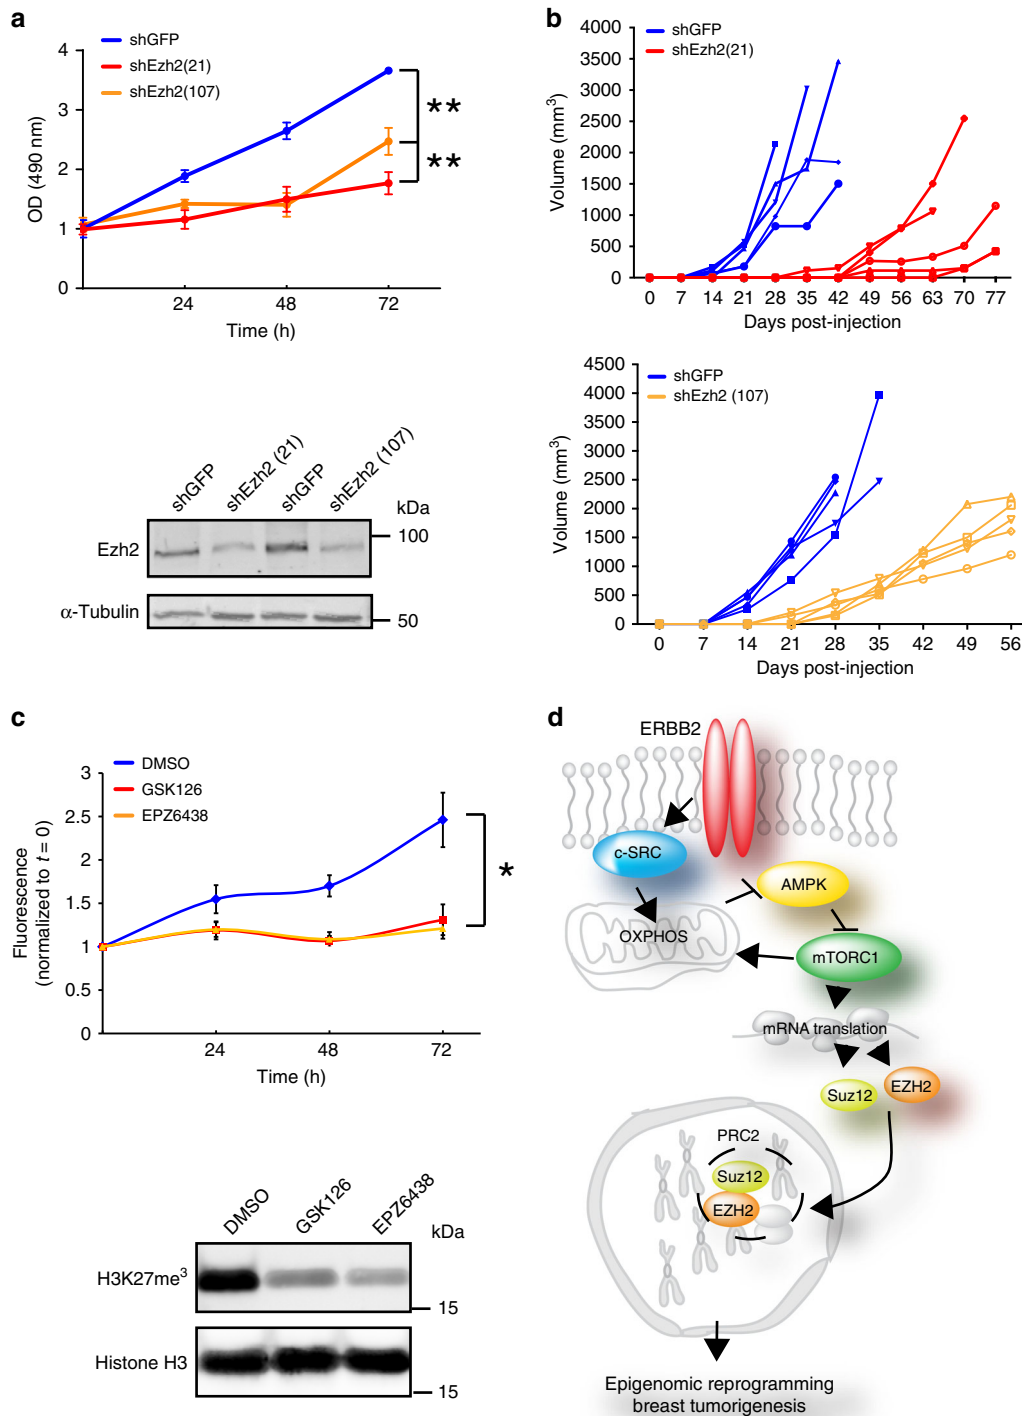 a
shGFP
shEzh2(21)
shEzh2(107)
4
3
2
1
0
OD (490 nm)
**
**
24
48
72
Time (h)
shGFP
shEzh2 (21)
shGFP
shEzh2 (107)
kDa
Ezh2
100
α-Tubulin
50
b
shGFP
shEzh2(21)
4000
3500
3000
2500
2000
1500
1000
500
0
Volume (mm³)
0 7 14 21 28 35 42 49 56 63 70 77
Days post-injection
shGFP
shEzh2 (107)
4500
4000
3500
3000
2500
2000
1500
1000
500
0
Volume (mm³)
0 7 14 21 28 35 42 49 56
Days post-injection
c
DMSO
GSK126
EPZ6438
3
2.5
2
1.5
1
0.5
0
Fluorescence
(normalized to t = 0)
*
24
48
72
Time (h)
DMSO
GSK126
EPZ6438
kDa
H3K27me³
15
Histone H3
15
d
ERBB2
c-SRC
AMPK
OXPHOS
mTORC1
mRNA translation
Suz12
EZH2
PRC2
Suz12
EZH2
Epigenomic reprogramming
breast tumorigenesis